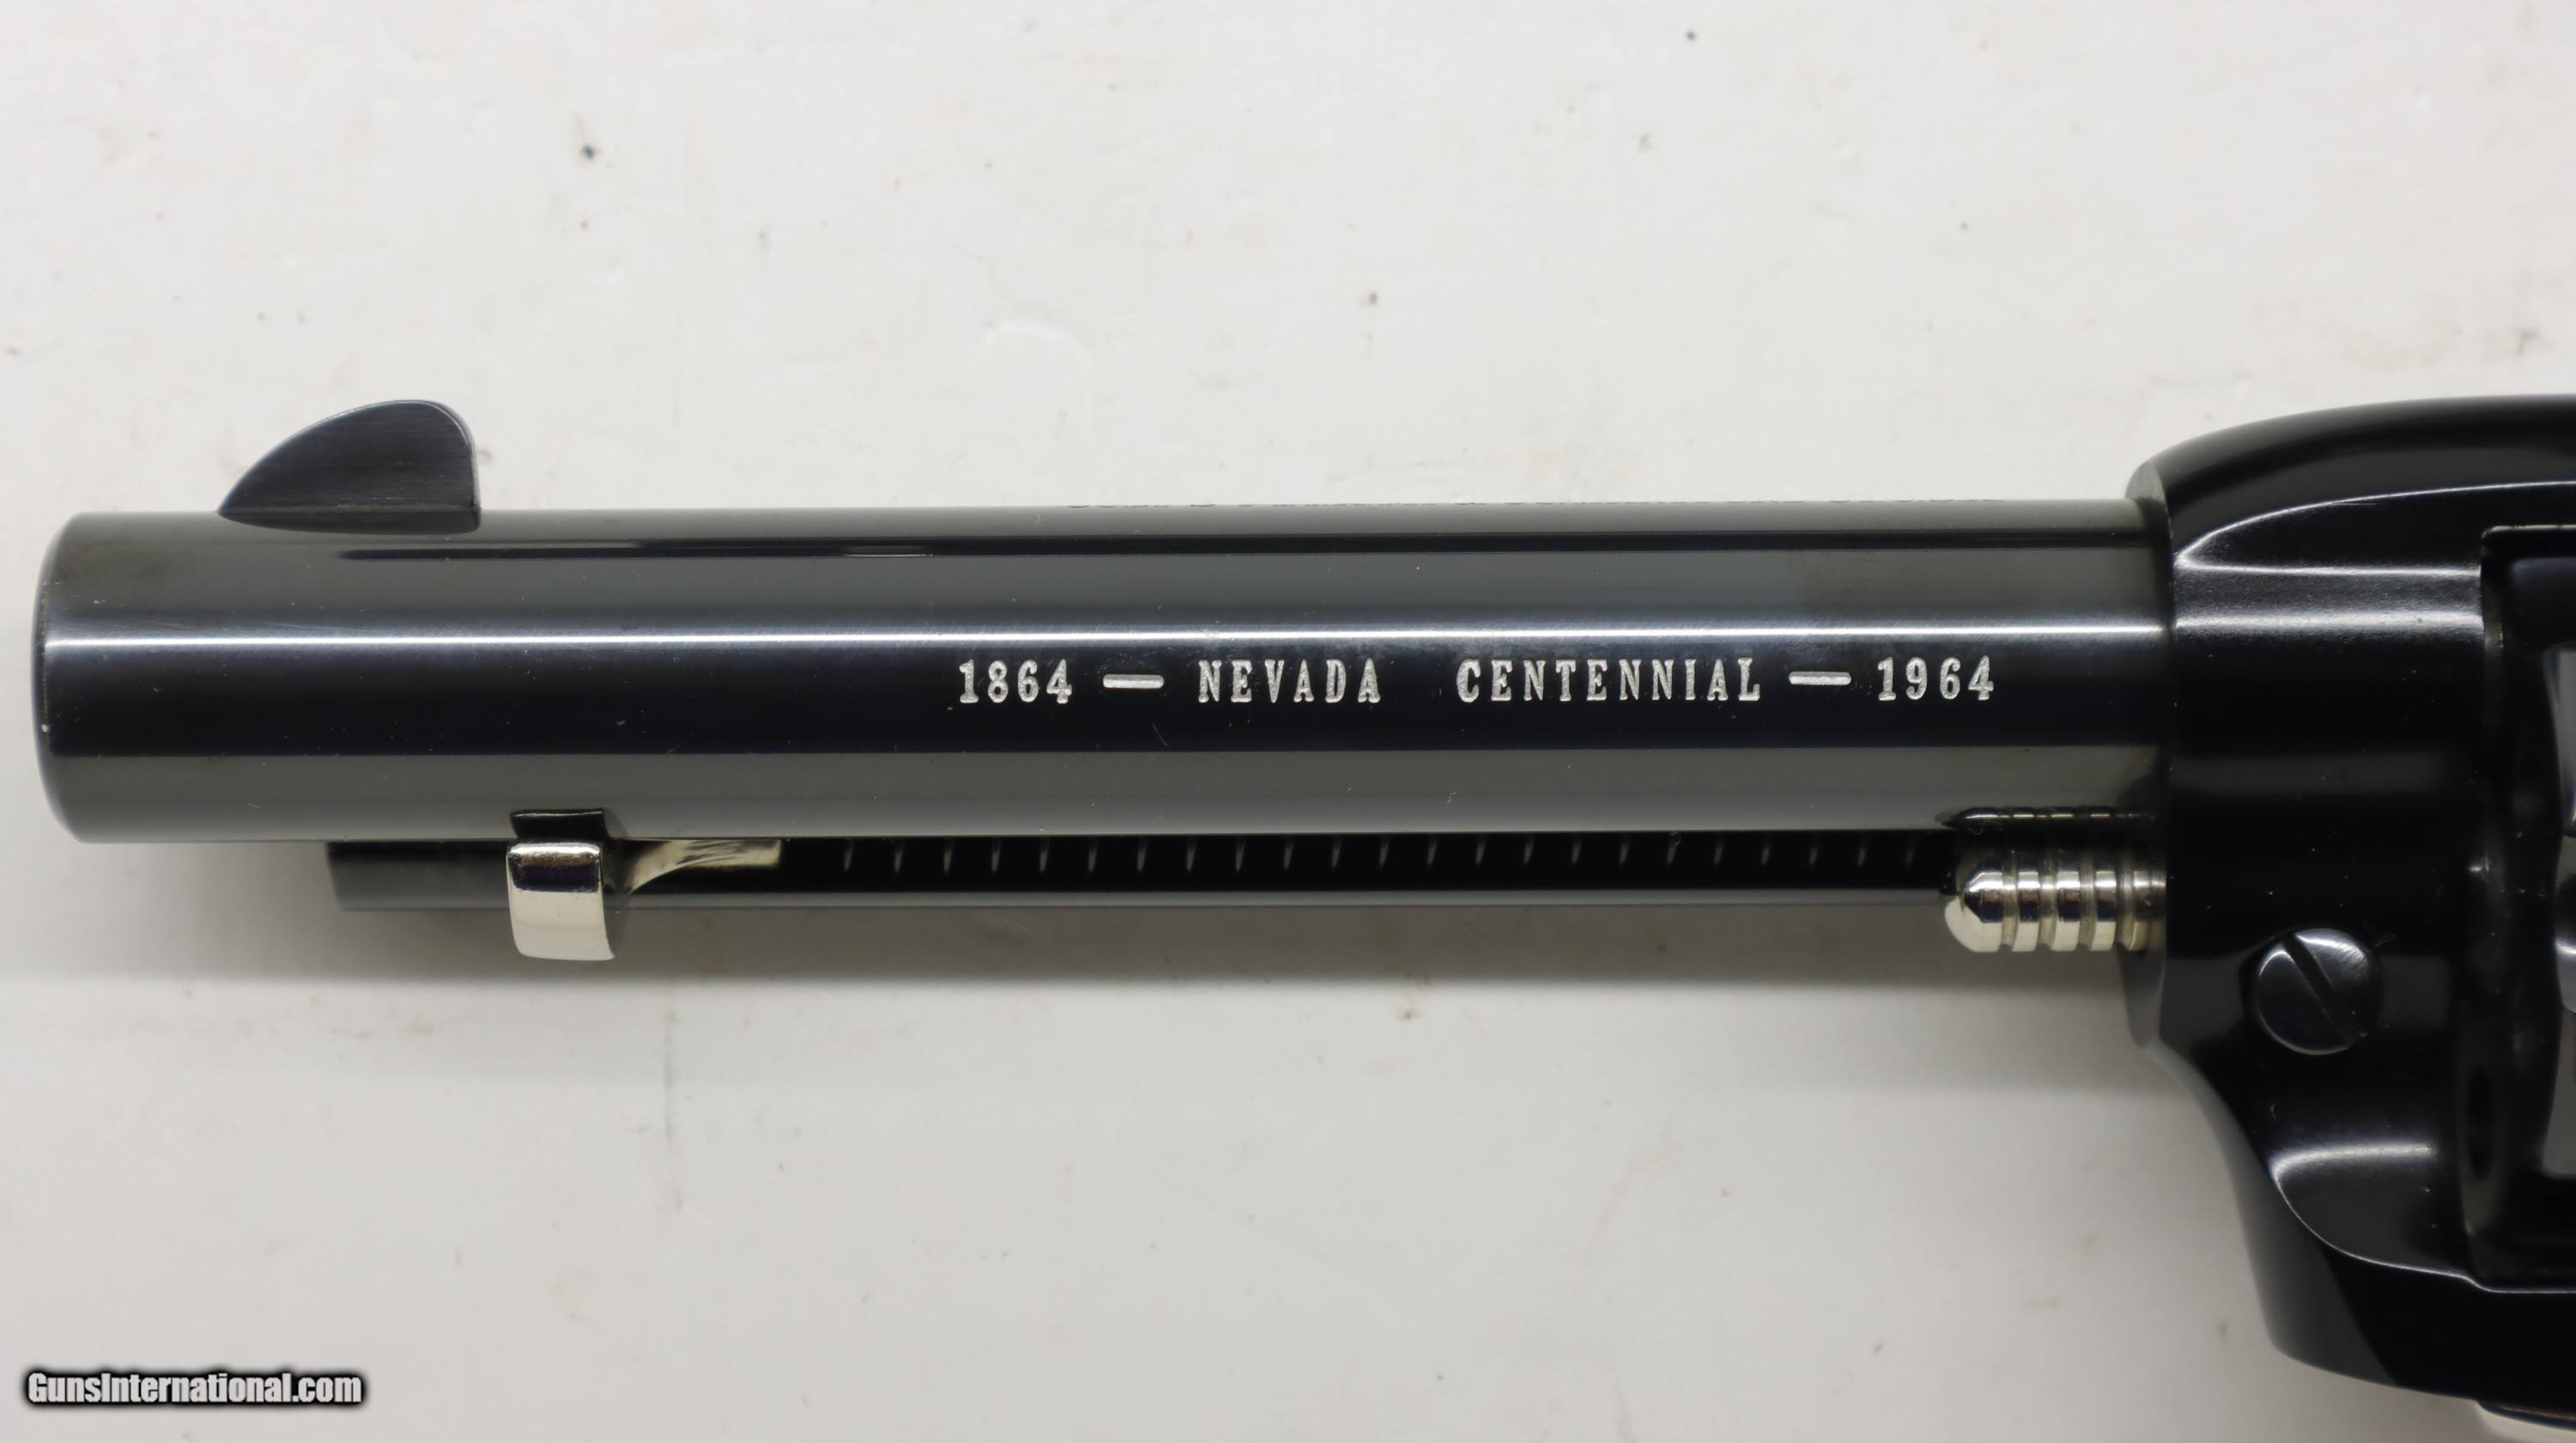 1864 — NEVADA CENTENNIAL — 1964
GunsInternational.com